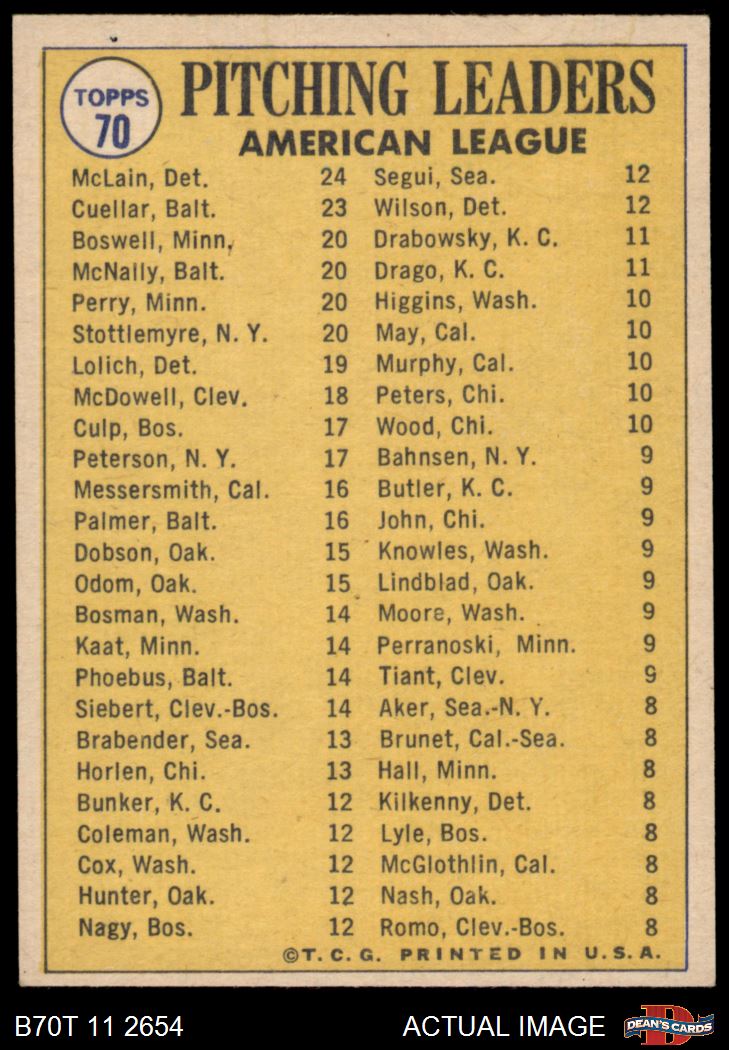 TOPPS
70
PITCHING LEADERS
AMERICAN LEAGUE
McLain, Det. 24
Cuellar, Balt. 23
Boswell, Minn. 20
McNally, Balt. 20
Perry, Minn. 20
Stottlemyre, N. Y. 20
Lolich, Det. 19
McDowell, Clev. 18
Culp, Bos. 17
Peterson, N. Y. 17
Messersmith, Cal. 16
Palmer, Balt. 16
Dobson, Oak. 15
Odom, Oak. 15
Bosman, Wash. 14
Kaat, Minn. 14
Phoebus, Balt. 14
Siebert, Clev.-Bos. 14
Brabender, Sea. 13
Horlen, Chi. 13
Bunker, K. C. 12
Coleman, Wash. 12
Cox, Wash. 12
Hunter, Oak. 12
Nagy, Bos. 12
Segui, Sea. 12
Wilson, Det. 12
Drabowsky, K. C. 11
Drago, K. C. 11
Higgins, Wash. 10
May, Cal. 10
Murphy, Cal. 10
Peters, Chi. 10
Wood, Chi. 10
Bahnsen, N. Y. 9
Butler, K. C. 9
John, Chi. 9
Knowles, Wash. 9
Lindblad, Oak. 9
Moore, Wash. 9
Perranoski, Minn. 9
Tiant, Clev. 9
Aker, Sea.-N. Y. 8
Brunet, Cal.-Sea. 8
Hall, Minn. 8
Kilkenny, Det. 8
Lyle, Bos. 8
McGlothlin, Cal. 8
Nash, Oak. 8
Romo, Clev.-Bos. 8
©T. C. G. PRINTED IN U. S. A.
B70T 11 2654
ACTUAL IMAGE
D
DEAN'S CARDS